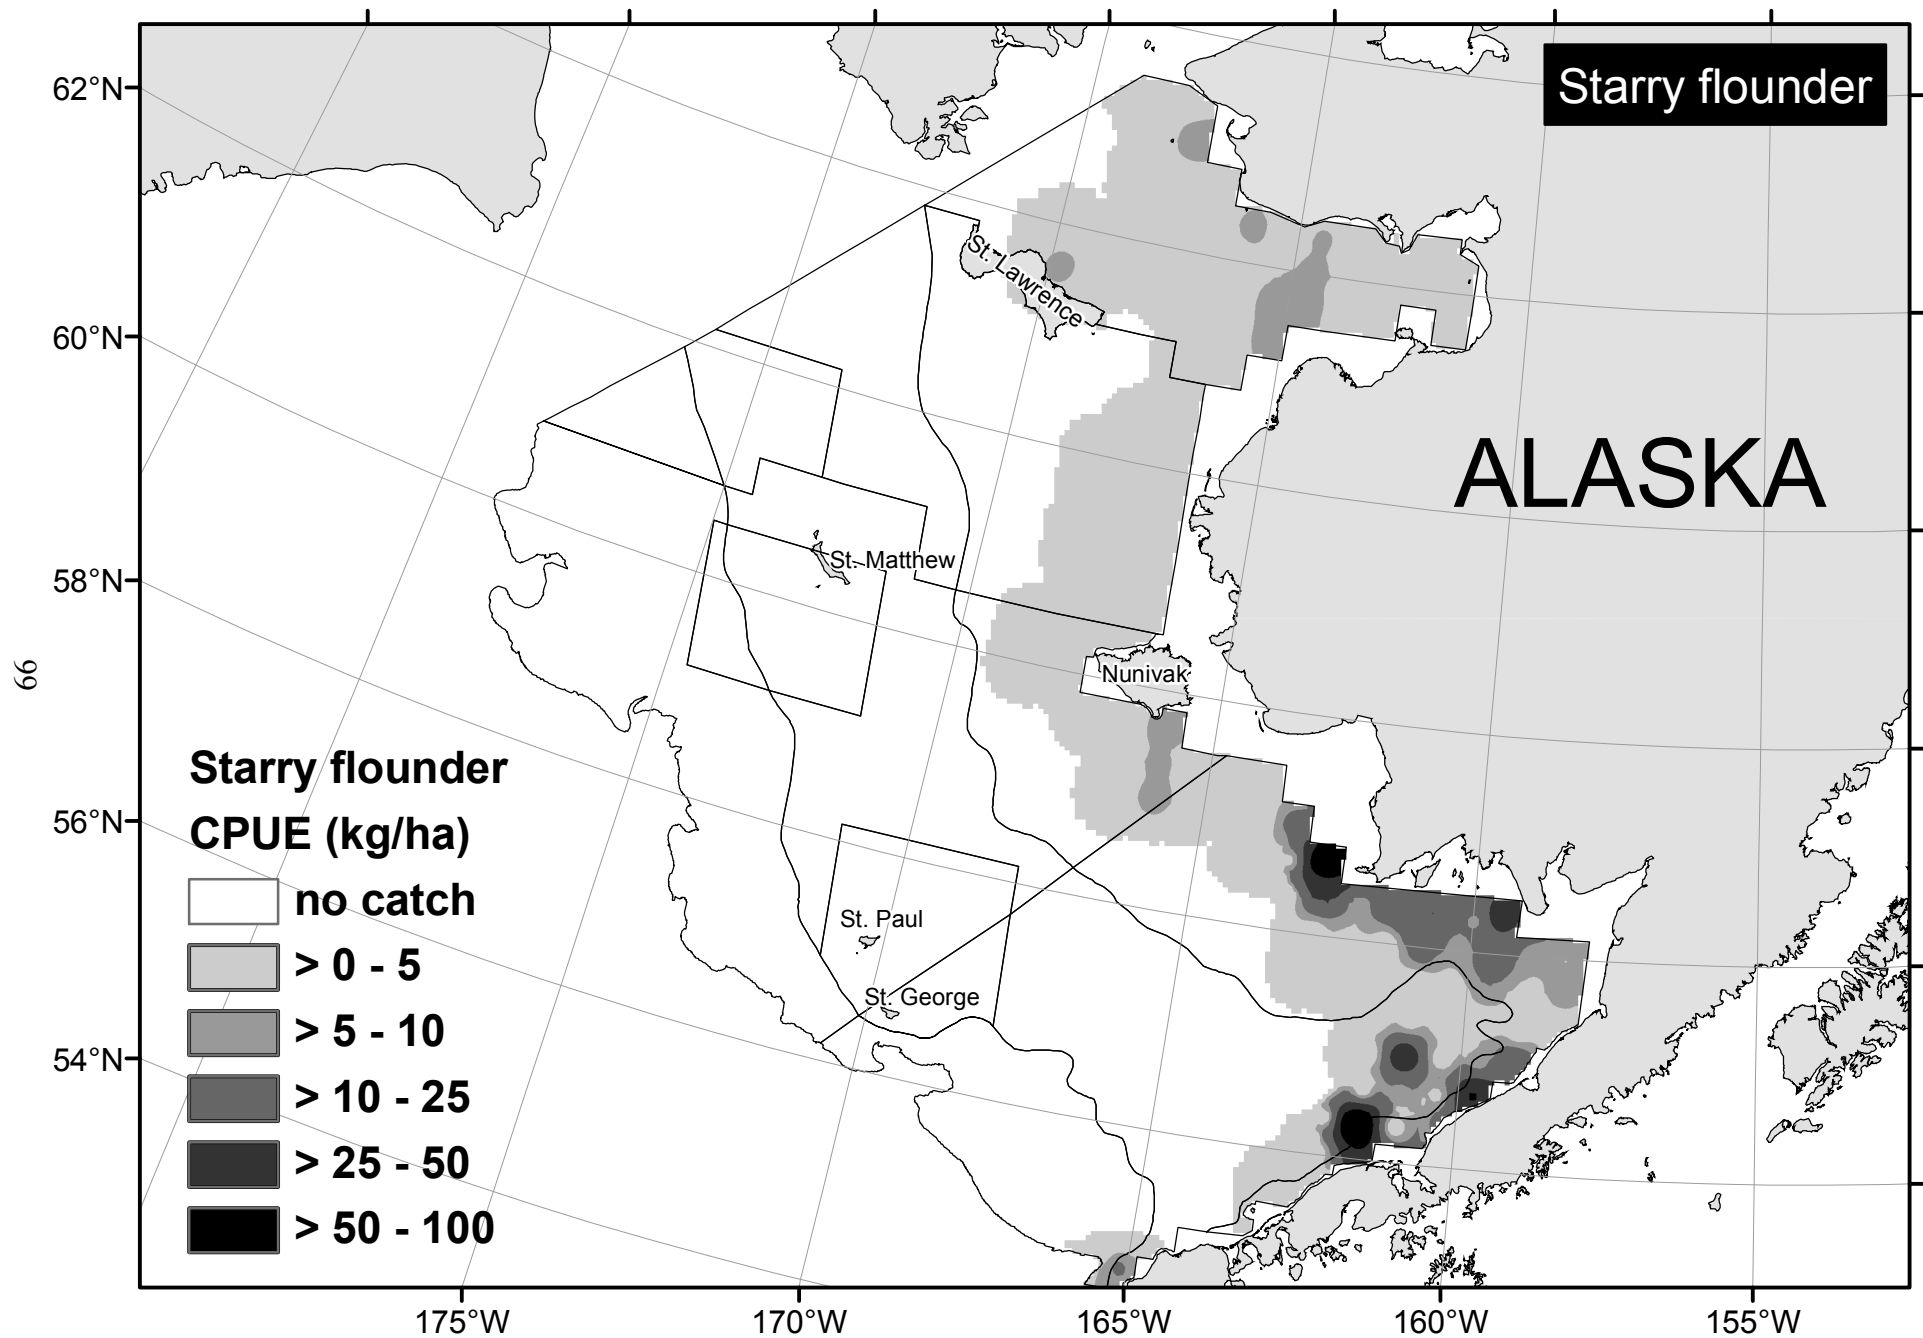 Starry flounder
62°N
60°N
58°N
56°N
54°N
ALASKA
St. Lawrence
St. Matthew
Nunivak
St. Paul
St. George
Starry flounder
CPUE (kg/ha)
no catch
> 0 - 5
> 5 - 10
> 10 - 25
> 25 - 50
> 50 - 100
175°W
170°W
165°W
160°W
155°W
66